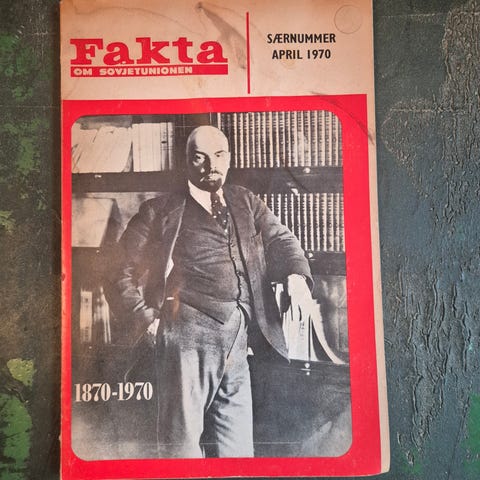 Fakta
OM SOVJETUNIONEN
SÆRNUMMER
APRIL 1970
1870-1970